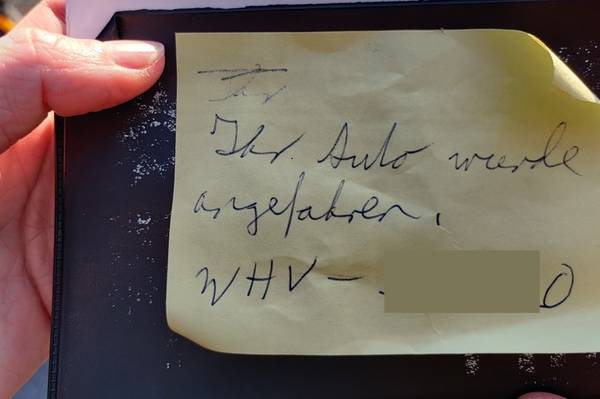 Ihr Auto wurde
angefahren.
WHV - 0